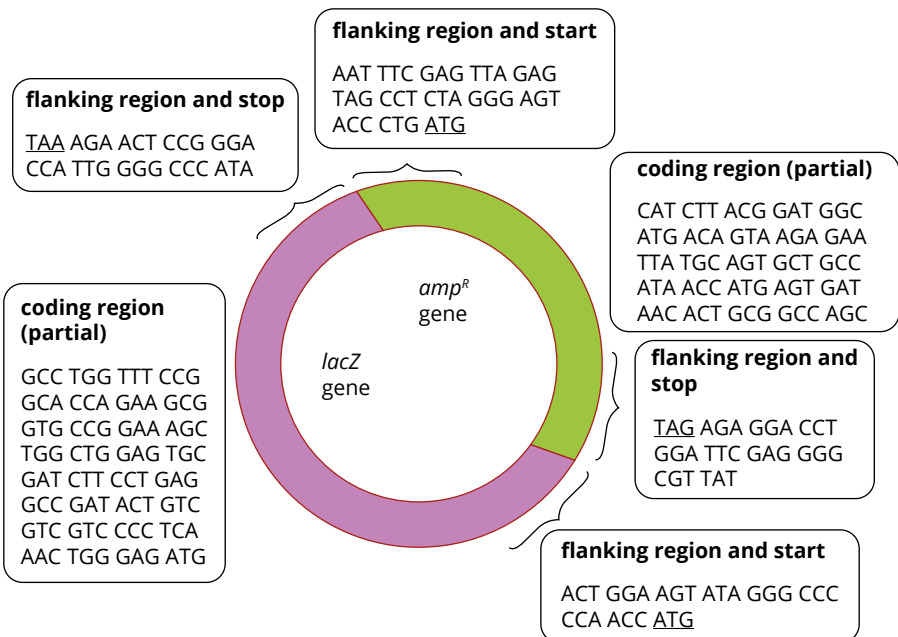 flanking region and start
AAT TTC GAG TTA GAG
TAG CCT CTA GGG AGT
ACC CTG ATG
flanking region and stop
TAA AGA ACT CCG GGA
CCA TTG GGG CCC ATA
coding region (partial)
CAT CTT ACG GAT GGC
ATG ACA GTA AGA GAA
TTA TGC AGT GCT GCC
ATA ACC ATG AGT GAT
AAC ACT GCG GCC AGC
ampR
gene
lacZ
gene
coding region
(partial)
GCC TGG TTT CCG
GCA CCA GAA GCG
GTG CCG GAA AGC
TGG CTG GAG TGC
GAT CTT CCT GAG
GCC GAT ACT GTC
GTC GTC CCC TCA
AAC TGG GAG ATG
flanking region and
stop
TAG AGA GGA CCT
GGA TTC GAG GGG
CGT TAT
flanking region and start
ACT GGA AGT ATA GGG CCC
CCA ACC ATG